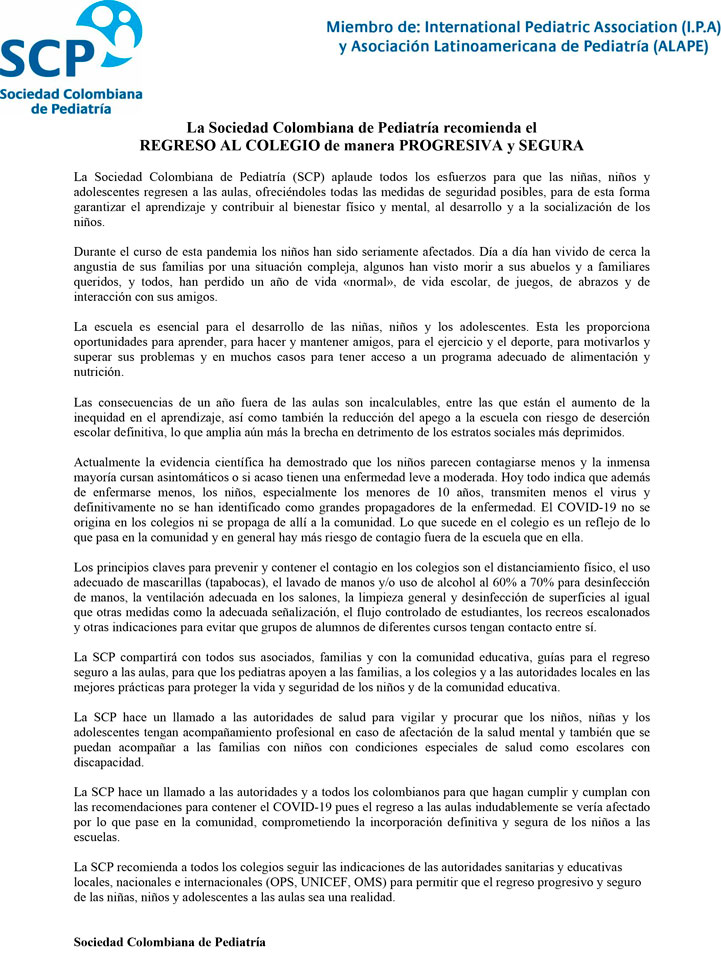 SCP
Sociedad Colombiana
de Pediatría
Miembro de: International Pediatric Association (I.P.A)
y Asociación Latinoamericana de Pediatría (ALAPE)
La Sociedad Colombiana de Pediatría recomienda el
REGRESO AL COLEGIO de manera PROGRESIVA y SEGURA
La Sociedad Colombiana de Pediatría (SCP) aplaude todos los esfuerzos para que las niñas, niños y
adolescentes regresen a las aulas, ofreciéndoles todas las medidas de seguridad posibles, para de esta forma
garantizar el aprendizaje y contribuir al bienestar físico y mental, al desarrollo y a la socialización de los
niños.
Durante el curso de esta pandemia los niños han sido seriamente afectados. Día a día han vivido de cerca la
angustia de sus familias por una situación compleja, algunos han visto morir a sus abuelos y a familiares
queridos, y todos, han perdido un año de vida «normal», de vida escolar, de juegos, de abrazos y de
interacción con sus amigos.
La escuela es esencial para el desarrollo de las niñas, niños y los adolescentes. Esta les proporciona
oportunidades para aprender, para hacer y mantener amigos, para el ejercicio y el deporte, para motivarlos y
superar sus problemas y en muchos casos para tener acceso a un programa adecuado de alimentación y
nutrición.
Las consecuencias de un año fuera de las aulas son incalculables, entre las que están el aumento de la
inequidad en el aprendizaje, así como también la reducción del apego a la escuela con riesgo de deserción
escolar definitiva, lo que amplia aún más la brecha en detrimento de los estratos sociales más deprimidos.
Actualmente la evidencia científica ha demostrado que los niños parecen contagiarse menos y la inmensa
mayoría cursan asintomáticos o si acaso tienen una enfermedad leve a moderada. Hoy todo indica que además
de enfermarse menos, los niños, especialmente los menores de 10 años, transmiten menos el virus y
definitivamente no se han identificado como grandes propagadores de la enfermedad. El COVID-19 no se
origina en los colegios ni se propaga de allí a la comunidad. Lo que sucede en el colegio es un reflejo de lo
que pasa en la comunidad y en general hay más riesgo de contagio fuera de la escuela que en ella.
Los principios claves para prevenir y contener el contagio en los colegios son el distanciamiento físico, el uso
adecuado de mascarillas (tapabocas), el lavado de manos y/o uso de alcohol al 60% a 70% para desinfección
de manos, la ventilación adecuada en los salones, la limpieza general y desinfección de superficies al igual
que otras medidas como la adecuada señalización, el flujo controlado de estudiantes, los recreos escalonados
y otras indicaciones para evitar que grupos de alumnos de diferentes cursos tengan contacto entre sí.
La SCP compartirá con todos sus asociados, familias y con la comunidad educativa, guías para el regreso
seguro a las aulas, para que los pediatras apoyen a las familias, a los colegios y a las autoridades locales en las
mejores prácticas para proteger la vida y seguridad de los niños y de la comunidad educativa.
La SCP hace un llamado a las autoridades de salud para vigilar y procurar que los niños, niñas y los
adolescentes tengan acompañamiento profesional en caso de afectación de la salud mental y también que se
puedan acompañar a las familias con niños con condiciones especiales de salud como escolares con
discapacidad.
La SCP hace un llamado a las autoridades y a todos los colombianos para que hagan cumplir y cumplan con
las recomendaciones para contener el COVID-19 pues el regreso a las aulas indudablemente se vería afectado
por lo que pase en la comunidad, comprometiendo la incorporación definitiva y segura de los niños a las
escuelas.
La SCP recomienda a todos los colegios seguir las indicaciones de las autoridades sanitarias y educativas
locales, nacionales e internacionales (OPS, UNICEF, OMS) para permitir que el regreso progresivo y seguro
de las niñas, niños y adolescentes a las aulas sea una realidad.
Sociedad Colombiana de Pediatría